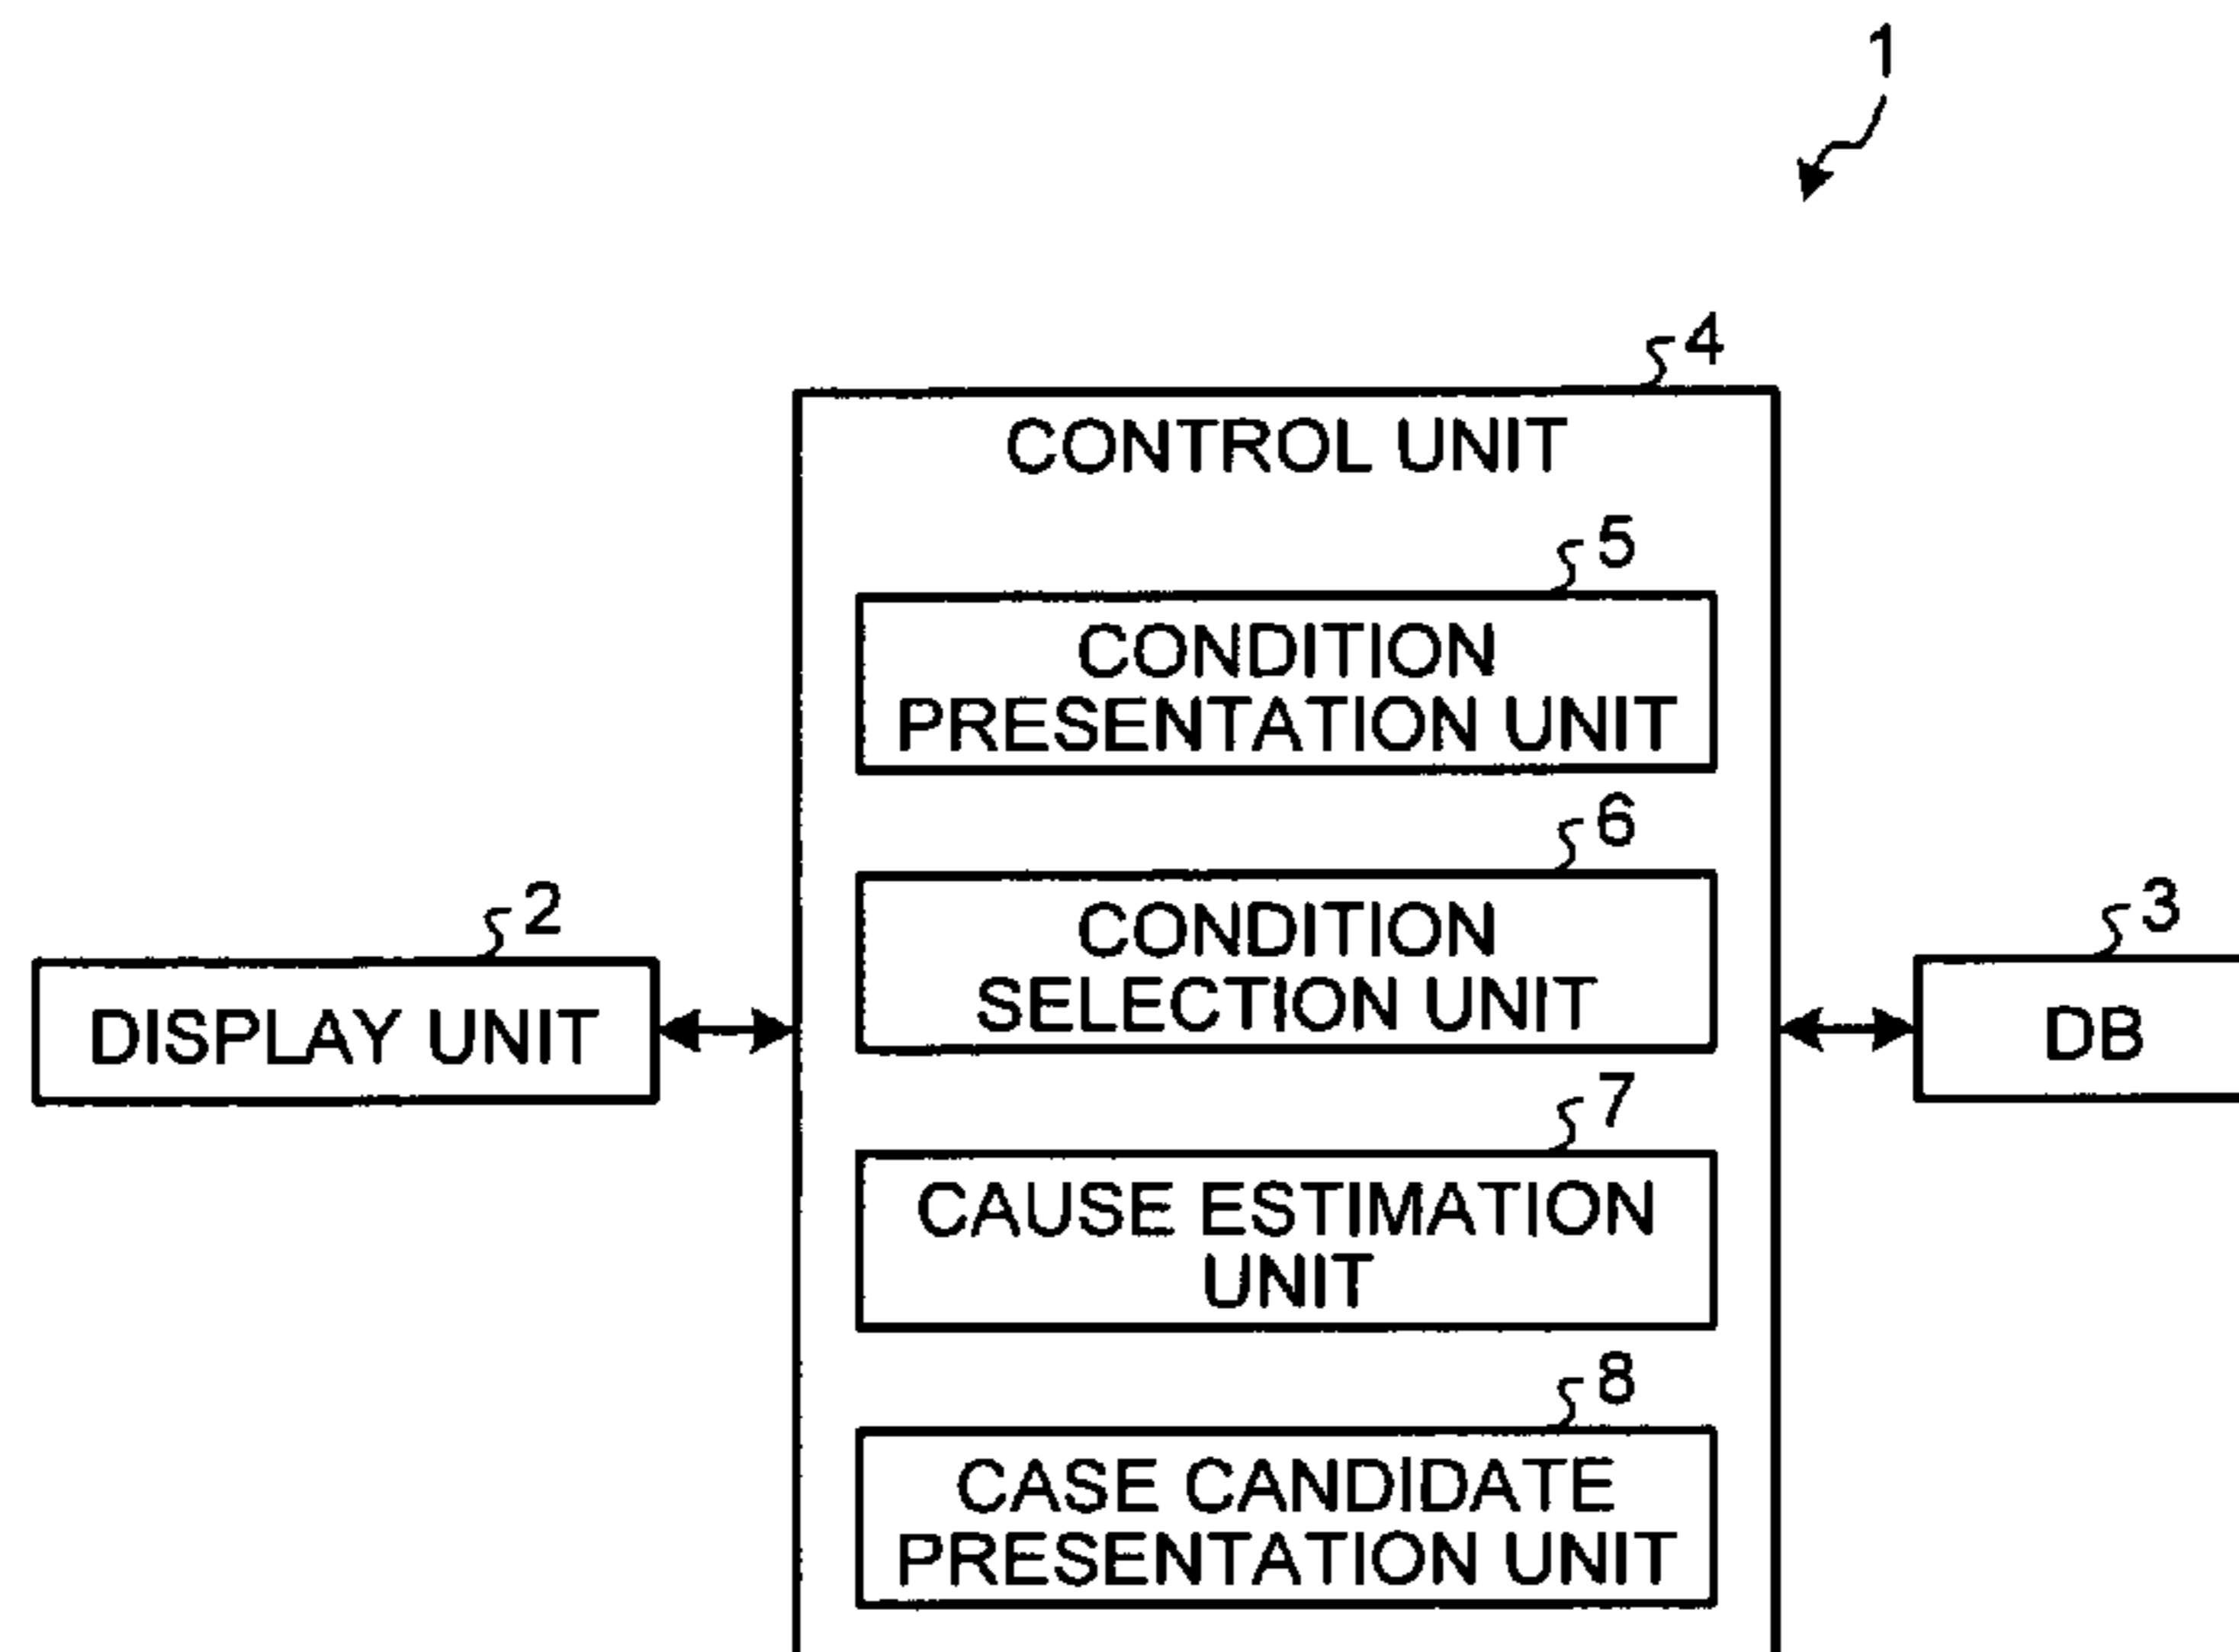 1
4
CONTROL UNIT
5
CONDITION
PRESENTATION UNIT
6
CONDITION
SELECTION UNIT
2
DISPLAY UNIT
3
DB
7
CAUSE ESTIMATION
UNIT
8
CASE CANDIDATE
PRESENTATION UNIT